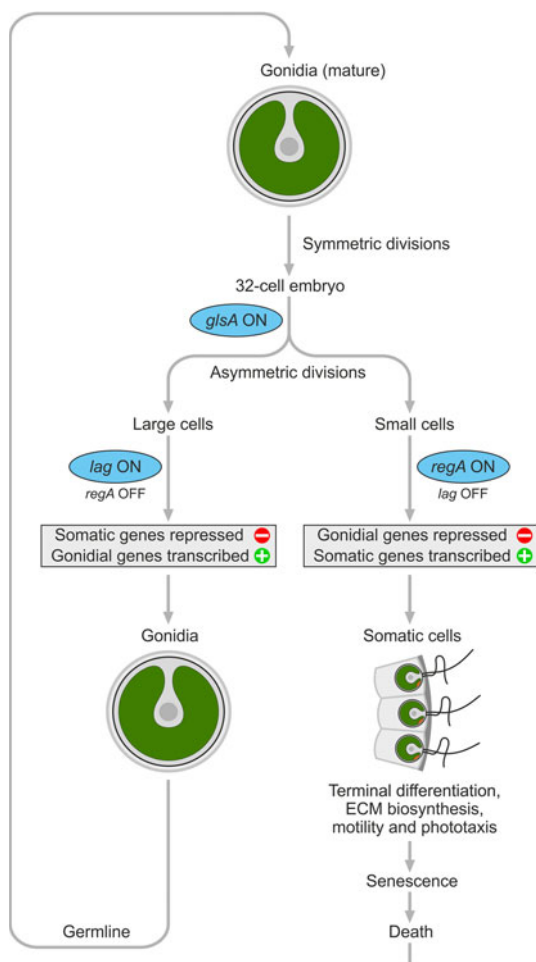 Gonidia (mature)
Symmetric divisions
32-cell embryo
glsA ON
Asymmetric divisions
Large cells
Small cells
lag ON
regA OFF
regA ON
lag OFF
Somatic genes repressed
Gonidial genes transcribed
Gonidial genes repressed
Somatic genes transcribed
Gonidia
Somatic cells
Terminal differentiation,
ECM biosynthesis,
motility and phototaxis
Senescence
Germline
Death